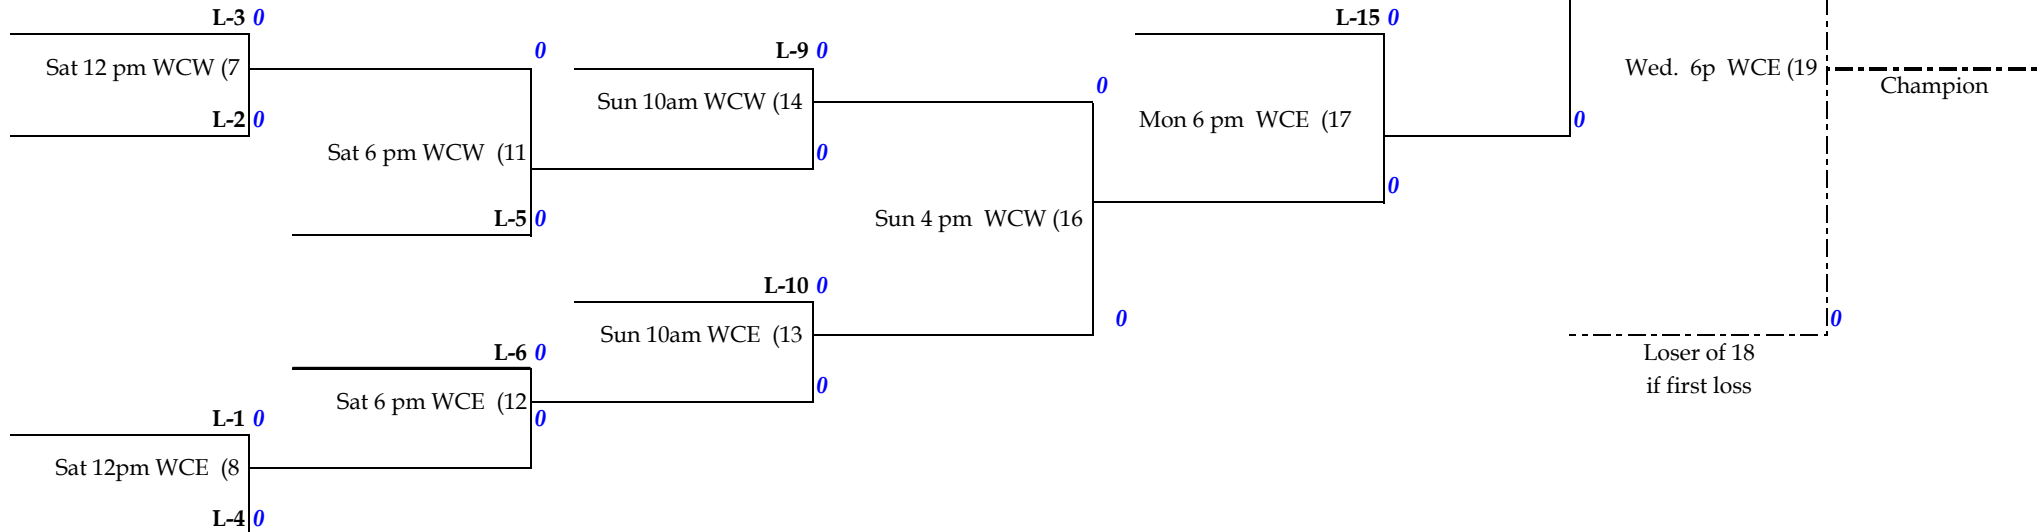 L-3 0
L-15 0
0
L-9 0
Sat 12 pm WCW (7
Wed. 6p WCE (19
0
Champion
Sun 10am WCW (14
L-2 0
Mon 6 pm WCE (17
0
Sat 6 pm WCW (11
0
0
L-5 0
Sun 4 pm WCW (16
L-10 0
0
0
Sun 10am WCE (13
L-6 0
Loser of 18
if first loss
0
Sat 6 pm WCE (12
L-1 0
0
Sat 12pm WCE (8
L-4 0